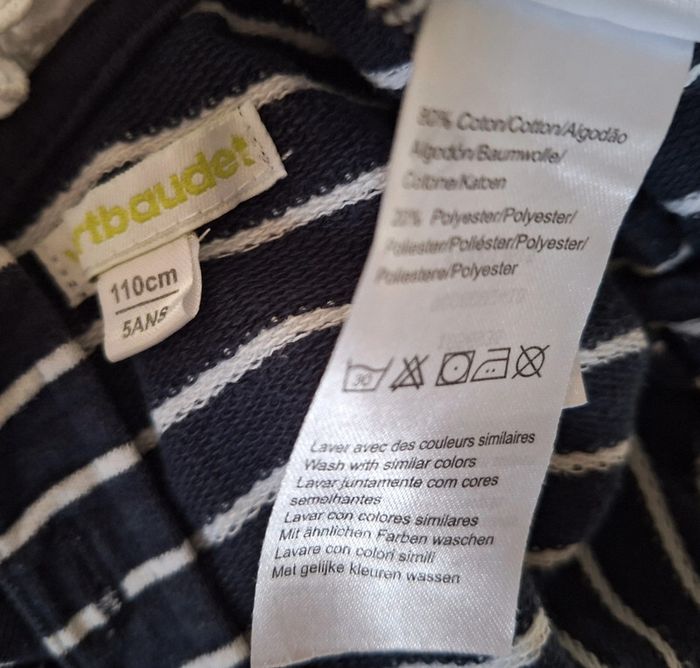 rtbaudet
110cm
5ANS
80% Coton/Cotton/Algodão
Algodón/Baumwolle/
Cottone/Katoen
20% Polyester/Polyester/
Poliester/Poliéster/Polyester/
Poliestere/Polyester
30
Laver avec des couleurs similaires
Wash with similar colors
Lavar juntamente com cores
semelhantes
Lavar con colores similares
Mit ähnlichen Farben waschen
Lavare con colori simili
Met gelijke kleuren wassen